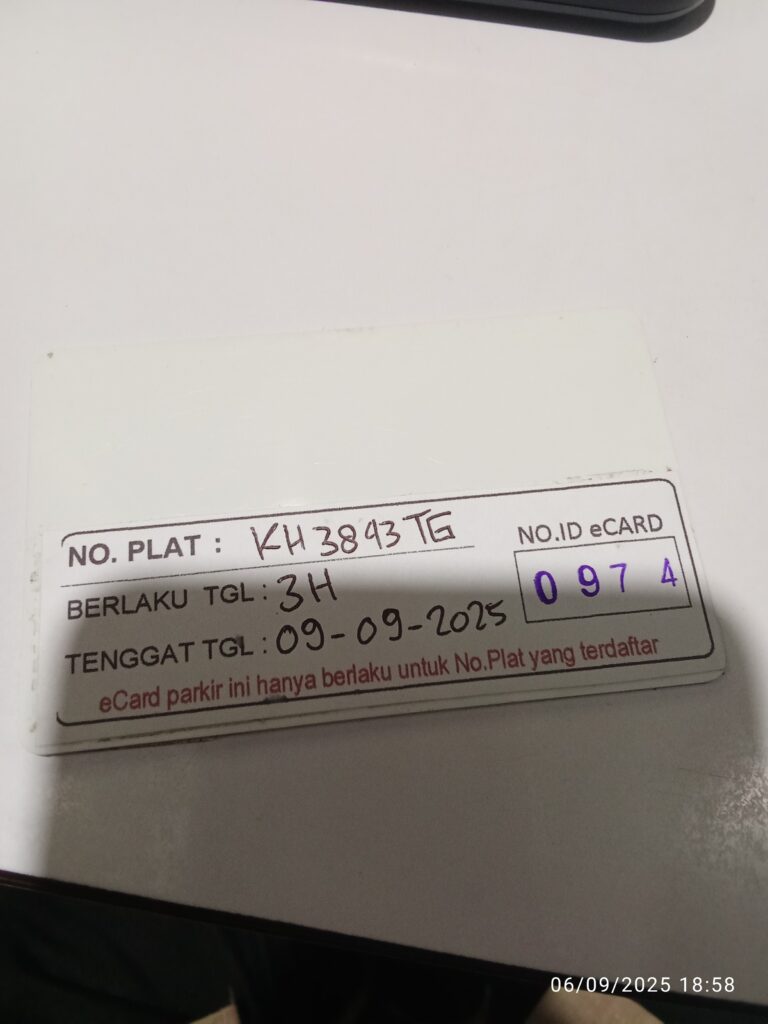 NO. PLAT : KH 3893 TG
NO.ID eCARD
BERLAKU TGL : 3H
0974
TENGGAT TGL : 09-09-2025
eCard parkir ini hanya berlaku untuk No.Plat yang terdaftar
06/09/2025 18:58